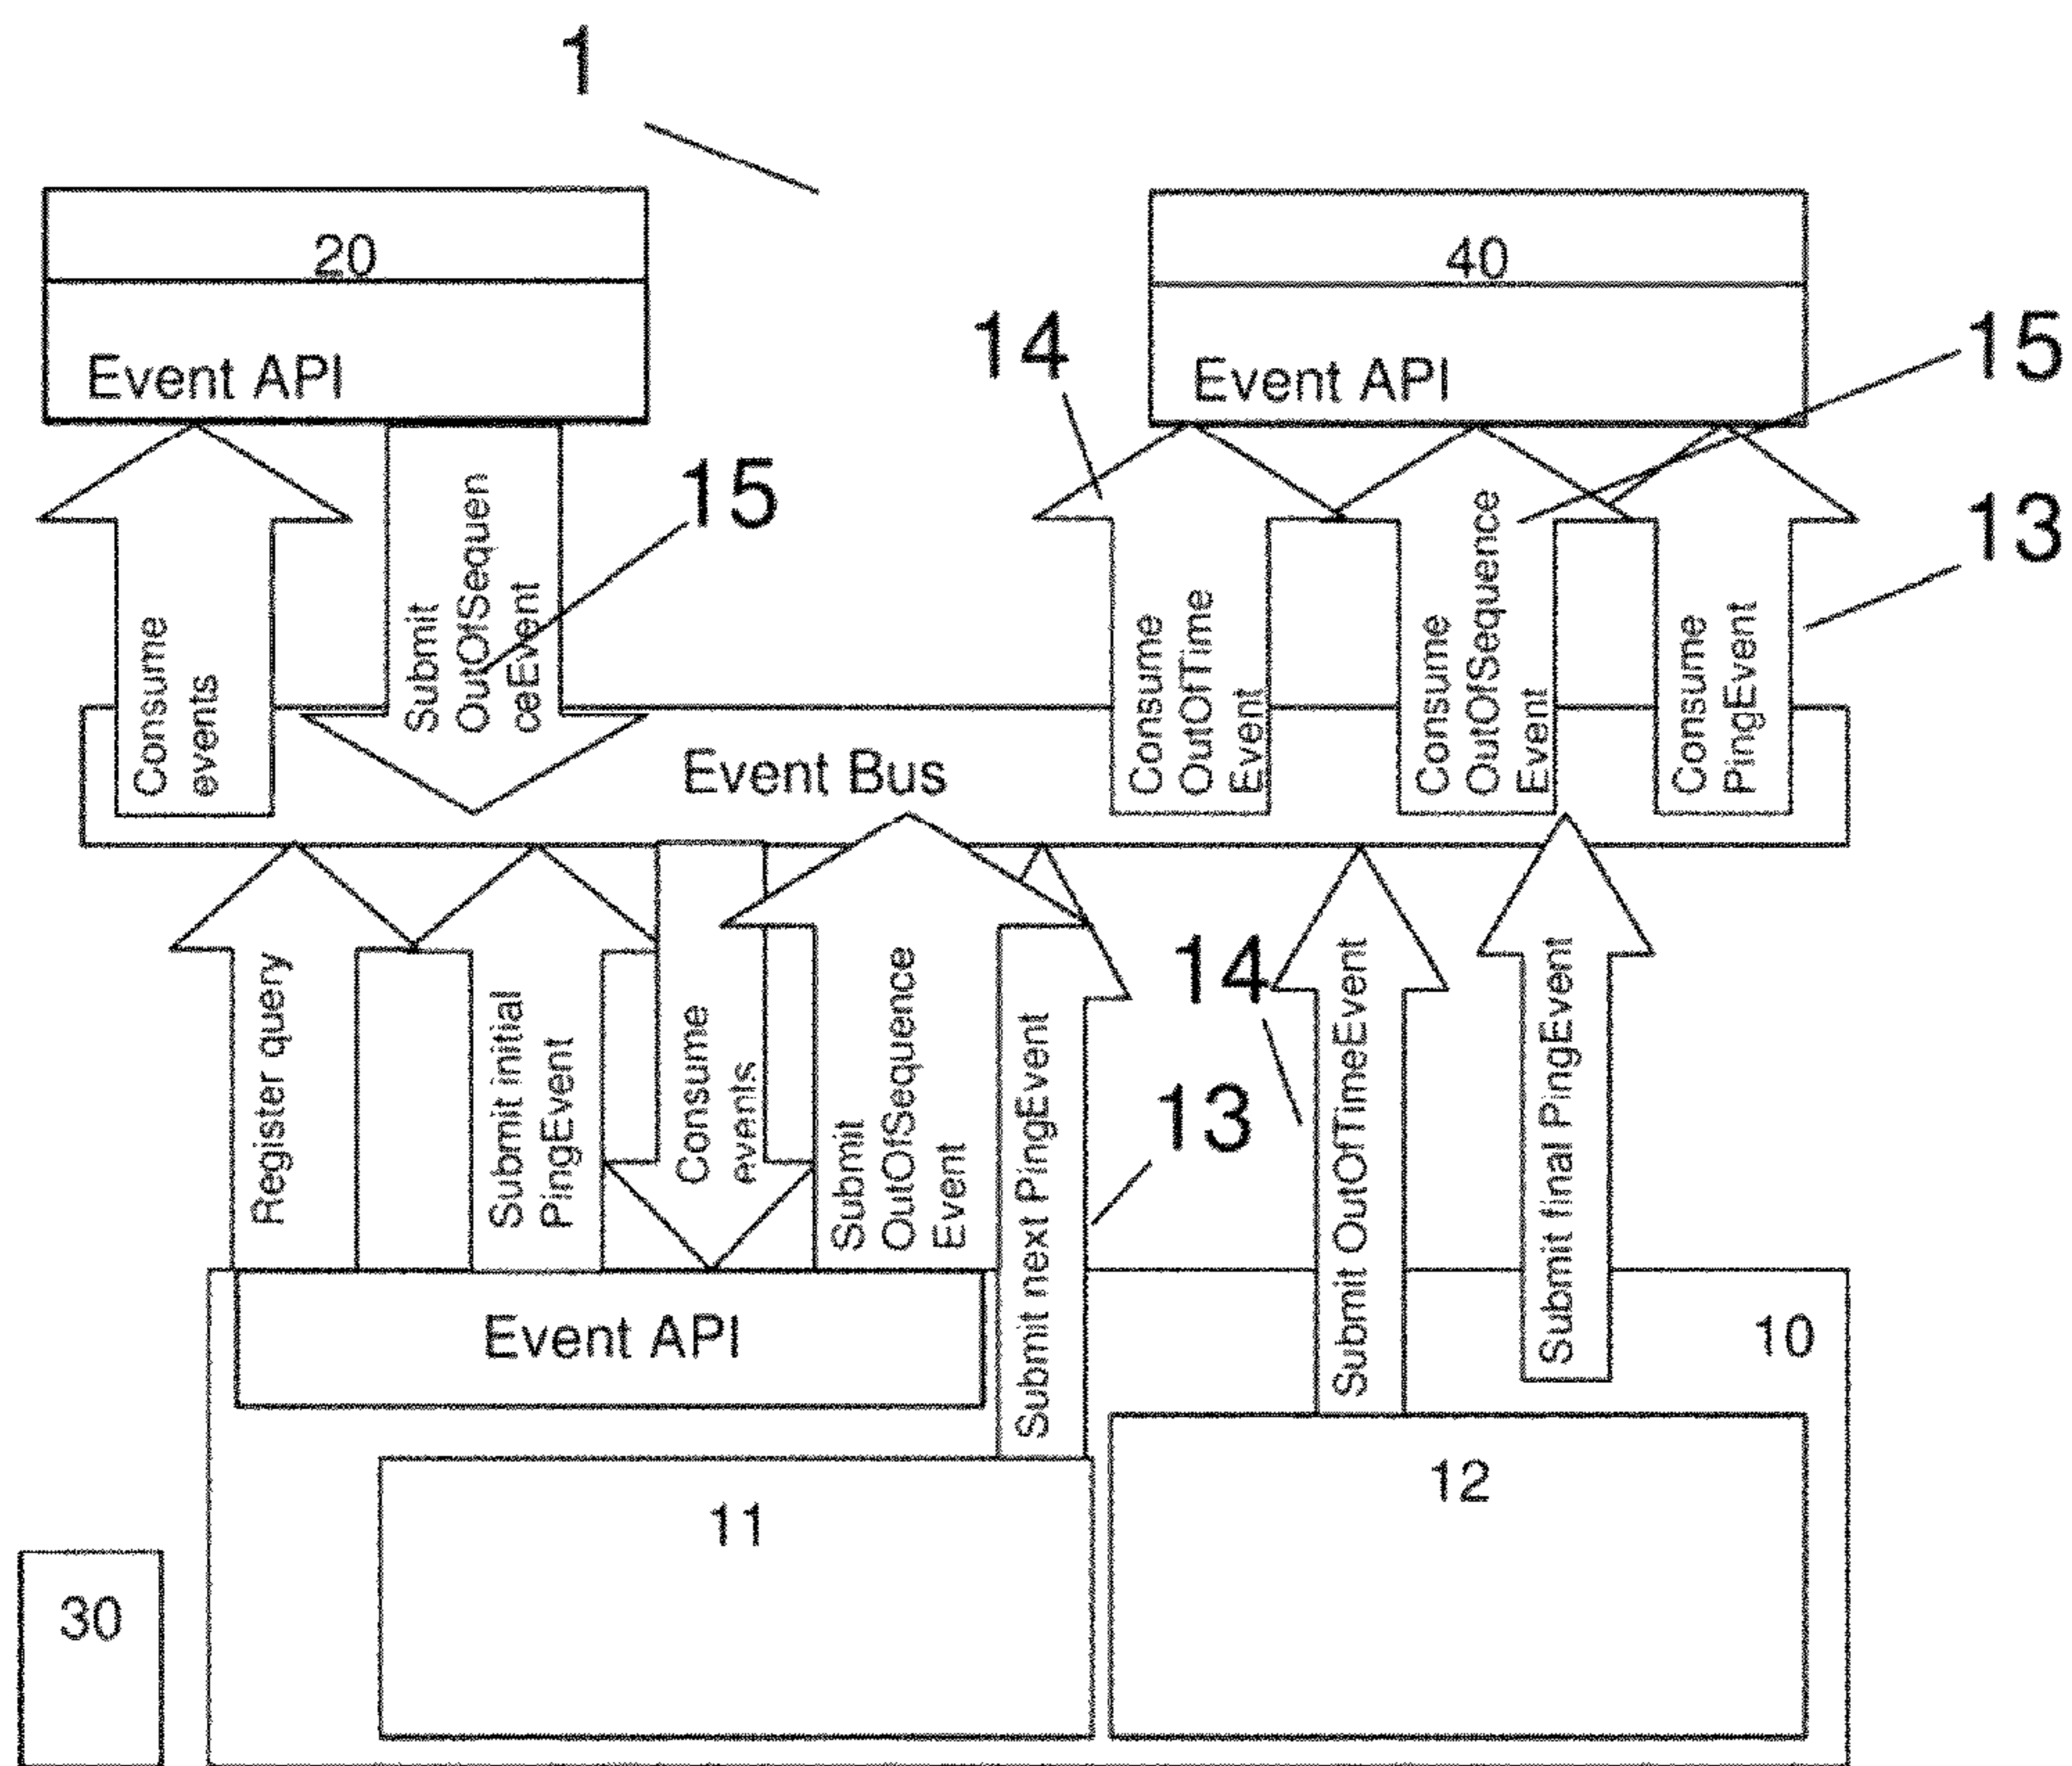 1
20
Event API
40
Event API
14
15
15
13
Consume
events
Submit
OutOfSequen
ceEvent
Consume
OutOfTime
Event
Consume
OutOfSequence
Event
Consume
PingEvent
Event Bus
Register query
Submit initial
PingEvent
Consume
events
Submit
OutOfSequence
Event
Submit next PingEvent
14
13
Submit OutOfTimeEvent
Submit final PingEvent
Event API
10
11
12
30